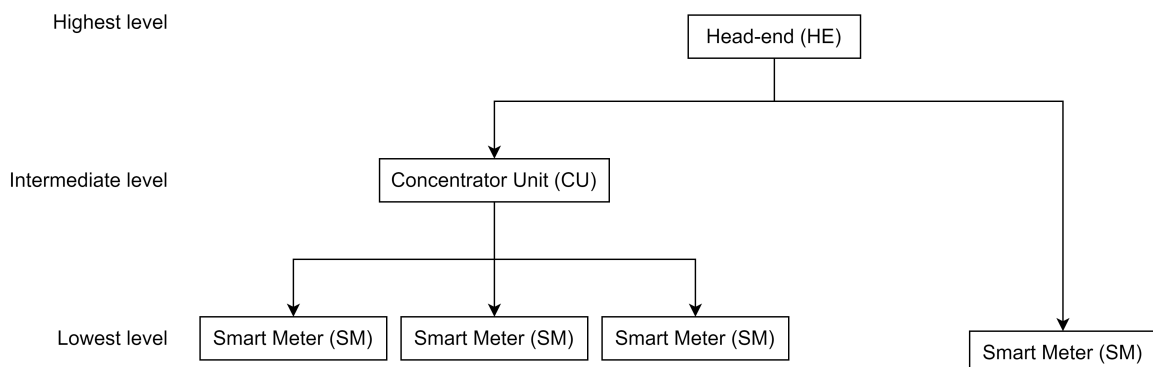 Highest level
Head-end (HE)
Intermediate level
Concentrator Unit (CU)
Lowest level
Smart Meter (SM)
Smart Meter (SM)
Smart Meter (SM)
Smart Meter (SM)